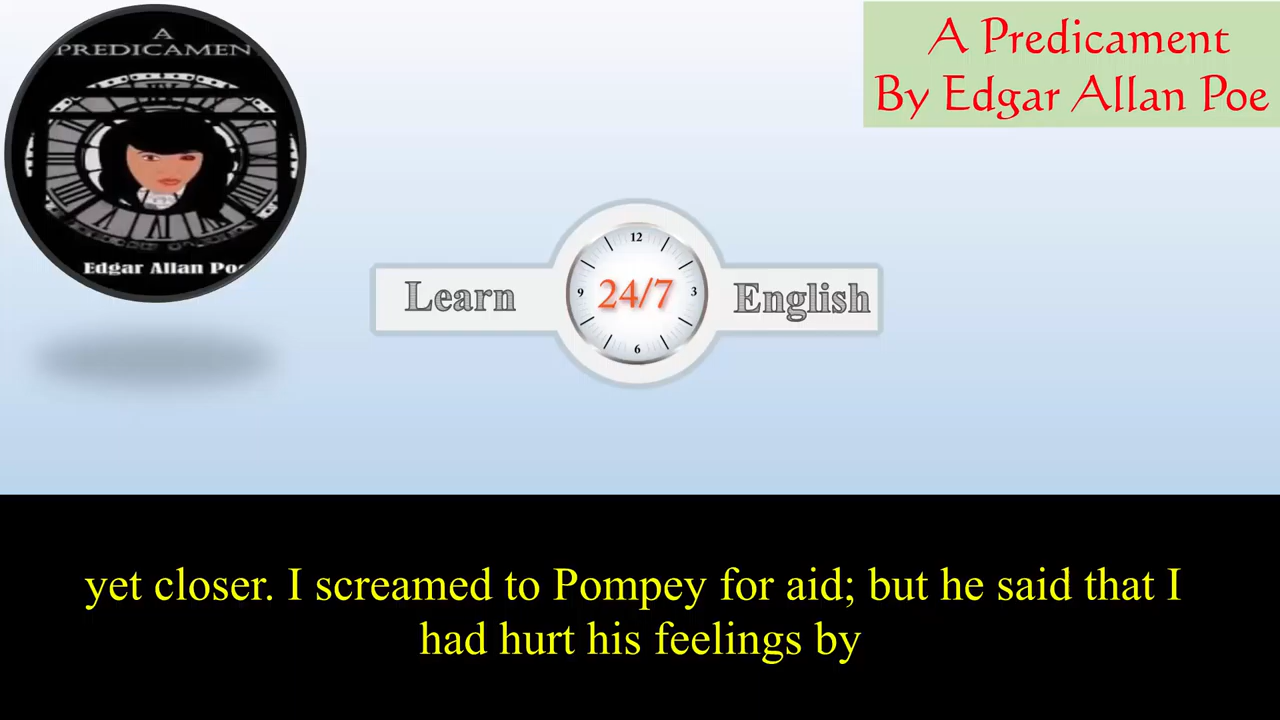 A
PREDICAMEN
Edgar Allan Poe
A Predicament
By Edgar Allan Poe
Learn 24/7 English
12
9 3
6
yet closer. I screamed to Pompey for aid; but he said that I
had hurt his feelings by